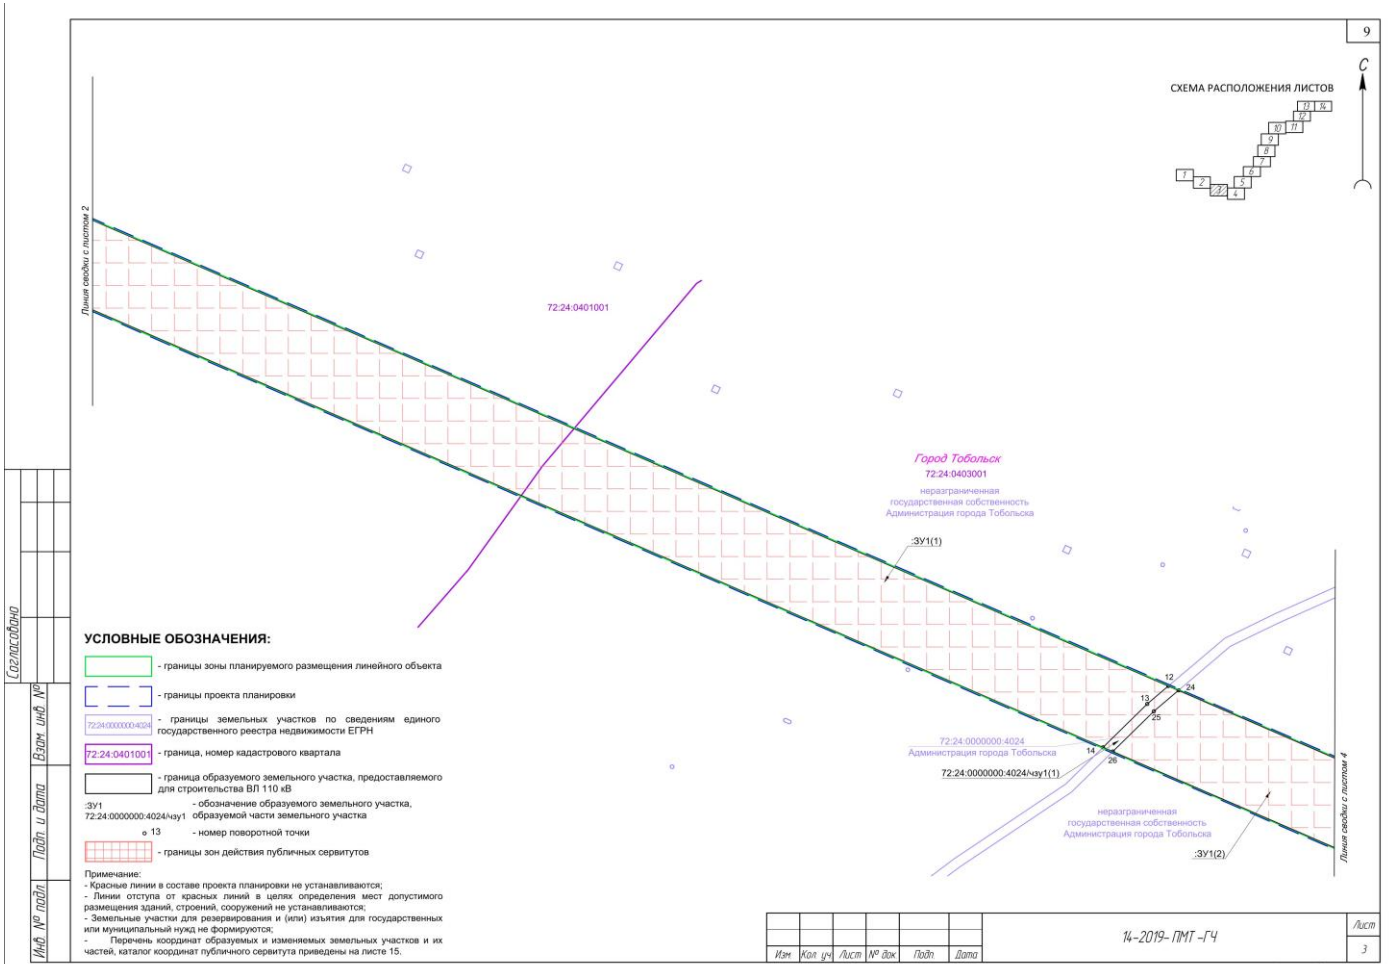 9
С
СХЕМА РАСПОЛОЖЕНИЯ ЛИСТОВ
13 14
12
10 11
9
8
7
6
1
2
5
3
4
Линия сводки с листом 2
72:24:0401001
Город Тобольск
72:24:0403001
неразграниченная
государственная собственность
Администрация города Тобольска
:ЗУ1(1)
12
24
13
25
14
26
72:24:0000000:4024
Администрация города Тобольска
72:24:0000000:4024/чзу1(1)
неразграниченная
государственная собственность
Администрация города Тобольска
:ЗУ1(2)
Линия сводки с листом 4
УСЛОВНЫЕ ОБОЗНАЧЕНИЯ:
- границы зоны планируемого размещения линейного объекта
- границы проекта планировки
72:24:0000000:4024
- границы земельных участков по сведениям единого
государственного реестра недвижимости ЕГРН
72:24:0401001 - граница, номер кадастрового квартала
- граница образуемого земельного участка, предоставляемого
для строительства ВЛ 110 кВ
:ЗУ1 - обозначение образуемого земельного участка,
72:24:0000000:4024/чзу1 образуемой части земельного участка
13 - номер поворотной точки
- границы зон действия публичных сервитутов
Примечание:
- Красные линии в составе проекта планировки не устанавливаются;
- Линии отступа от красных линий в целях определения мест допустимого
размещения зданий, строений, сооружений не устанавливаются;
- Земельные участки для резервирования и (или) изъятия для государственных
или муниципальный нужд не формируются;
- Перечень координат образуемых и изменяемых земельных участков и их
частей, каталог координат публичного сервитута приведены на листе 15.
Согласовано
Взам. инв. №
Подп. и дата
Инв. № подл.
Изм Кол. уч Лист № док Подп. Дата
14-2019- ПМТ -ГЧ
Лист
3